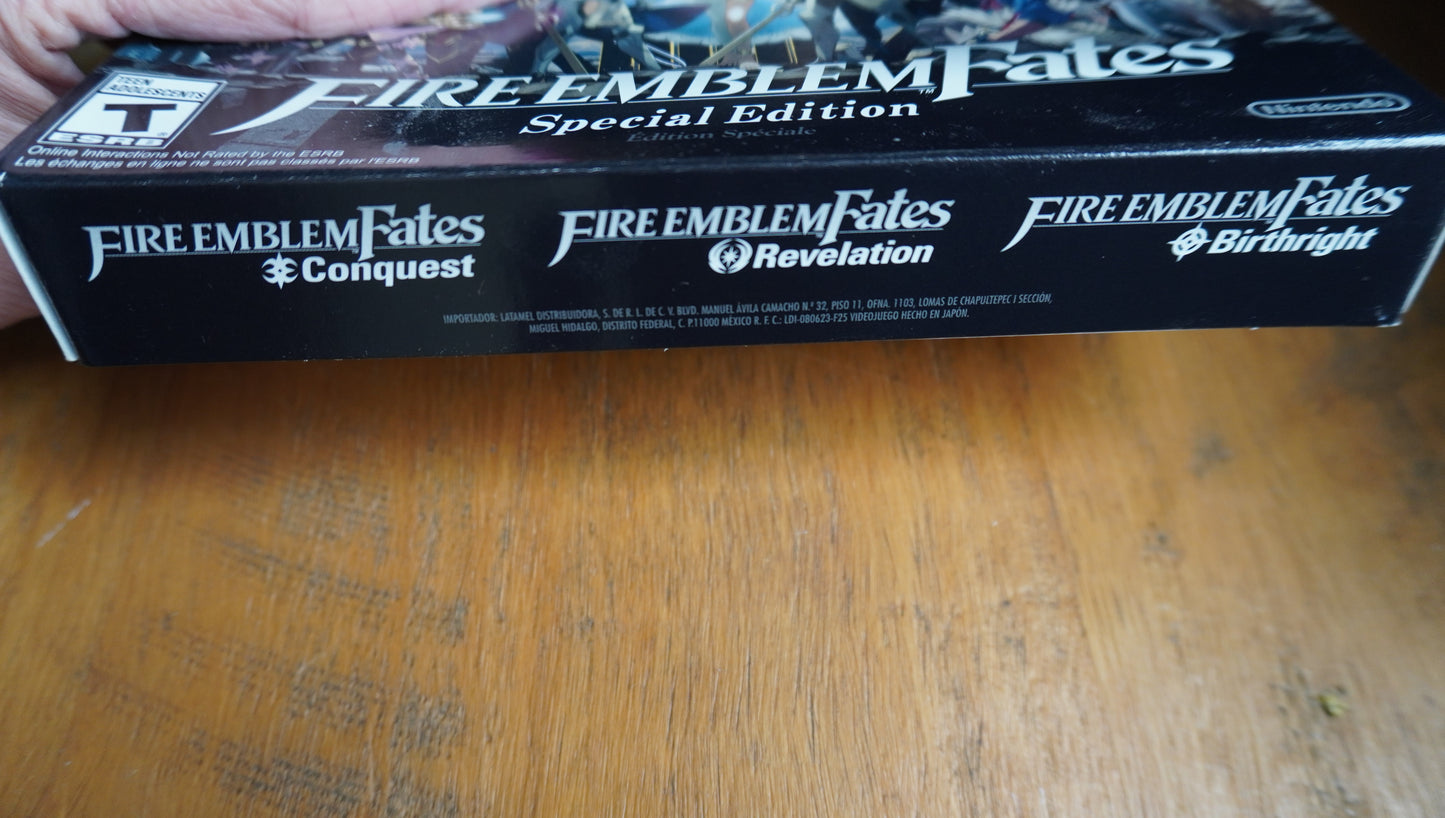 TEEN
ADOLESCENTS
T®
ESRB
FIRE EMBLEM Fates™
Special Edition
Édition Spéciale
Nintendo
Online Interactions Not Rated by the ESRB
Les échanges en ligne ne sont pas classés par l'ESRB
FIRE EMBLEM Fates
Conquest
FIRE EMBLEM Fates
Revelation
FIRE EMBLEM Fates
Birthright
IMPORTADOR: LATAMEL DISTRIBUIDORA, S. DE R. L. DE C. V. BLVD. MANUEL ÁVILA CAMACHO N.º 32, PISO 11, OFNA. 1103, LOMAS DE CHAPULTEPEC I SECCIÓN,
MIGUEL HIDALGO, DISTRITO FEDERAL, C. P.11000 MÉXICO R. F. C.: LDI-080623-F25 VIDEOJUEGO HECHO EN JAPÓN.